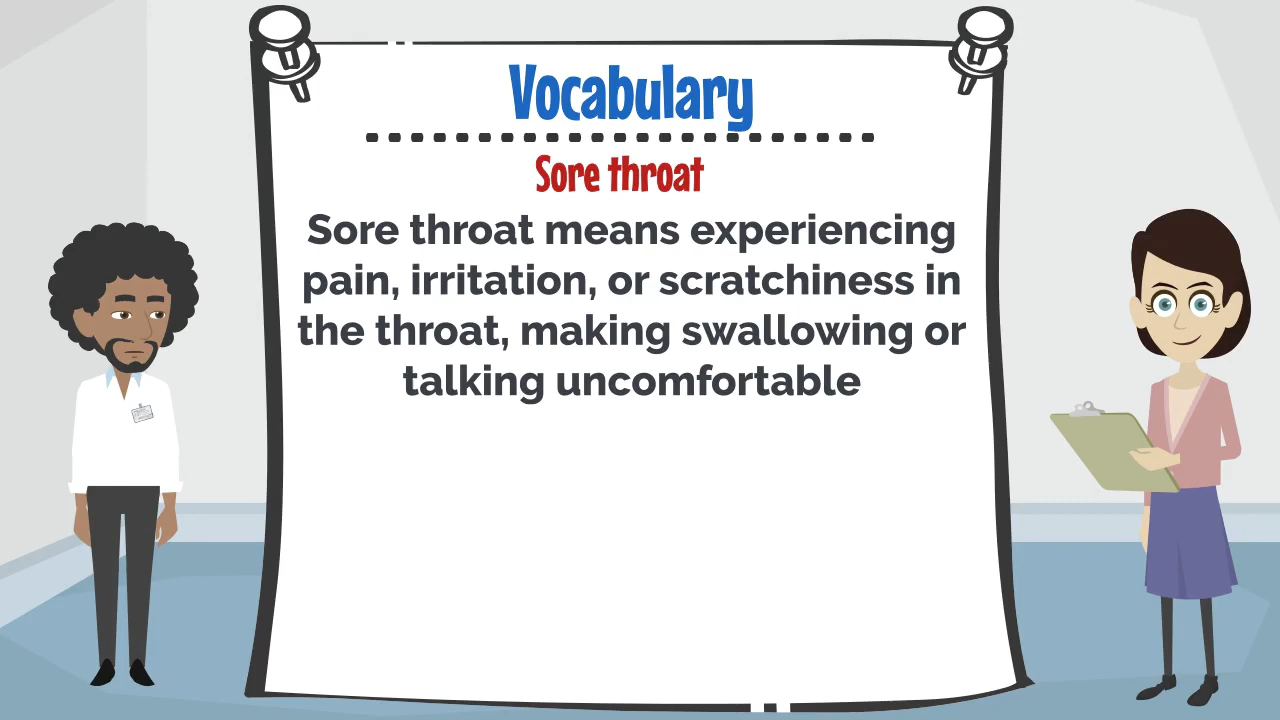 Vocabulary
Sore throat
Sore throat means experiencing
pain, irritation, or scratchiness in
the throat, making swallowing or
talking uncomfortable